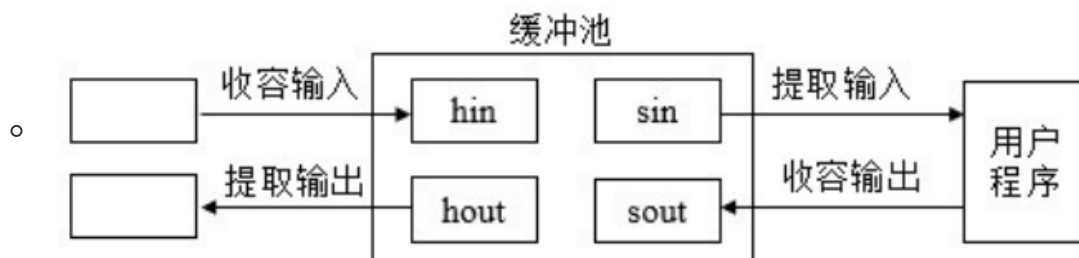 缓冲池
收容输入
hin
sin
提取输入
。
用户
程序
提取输出
hout
sout
收容输出